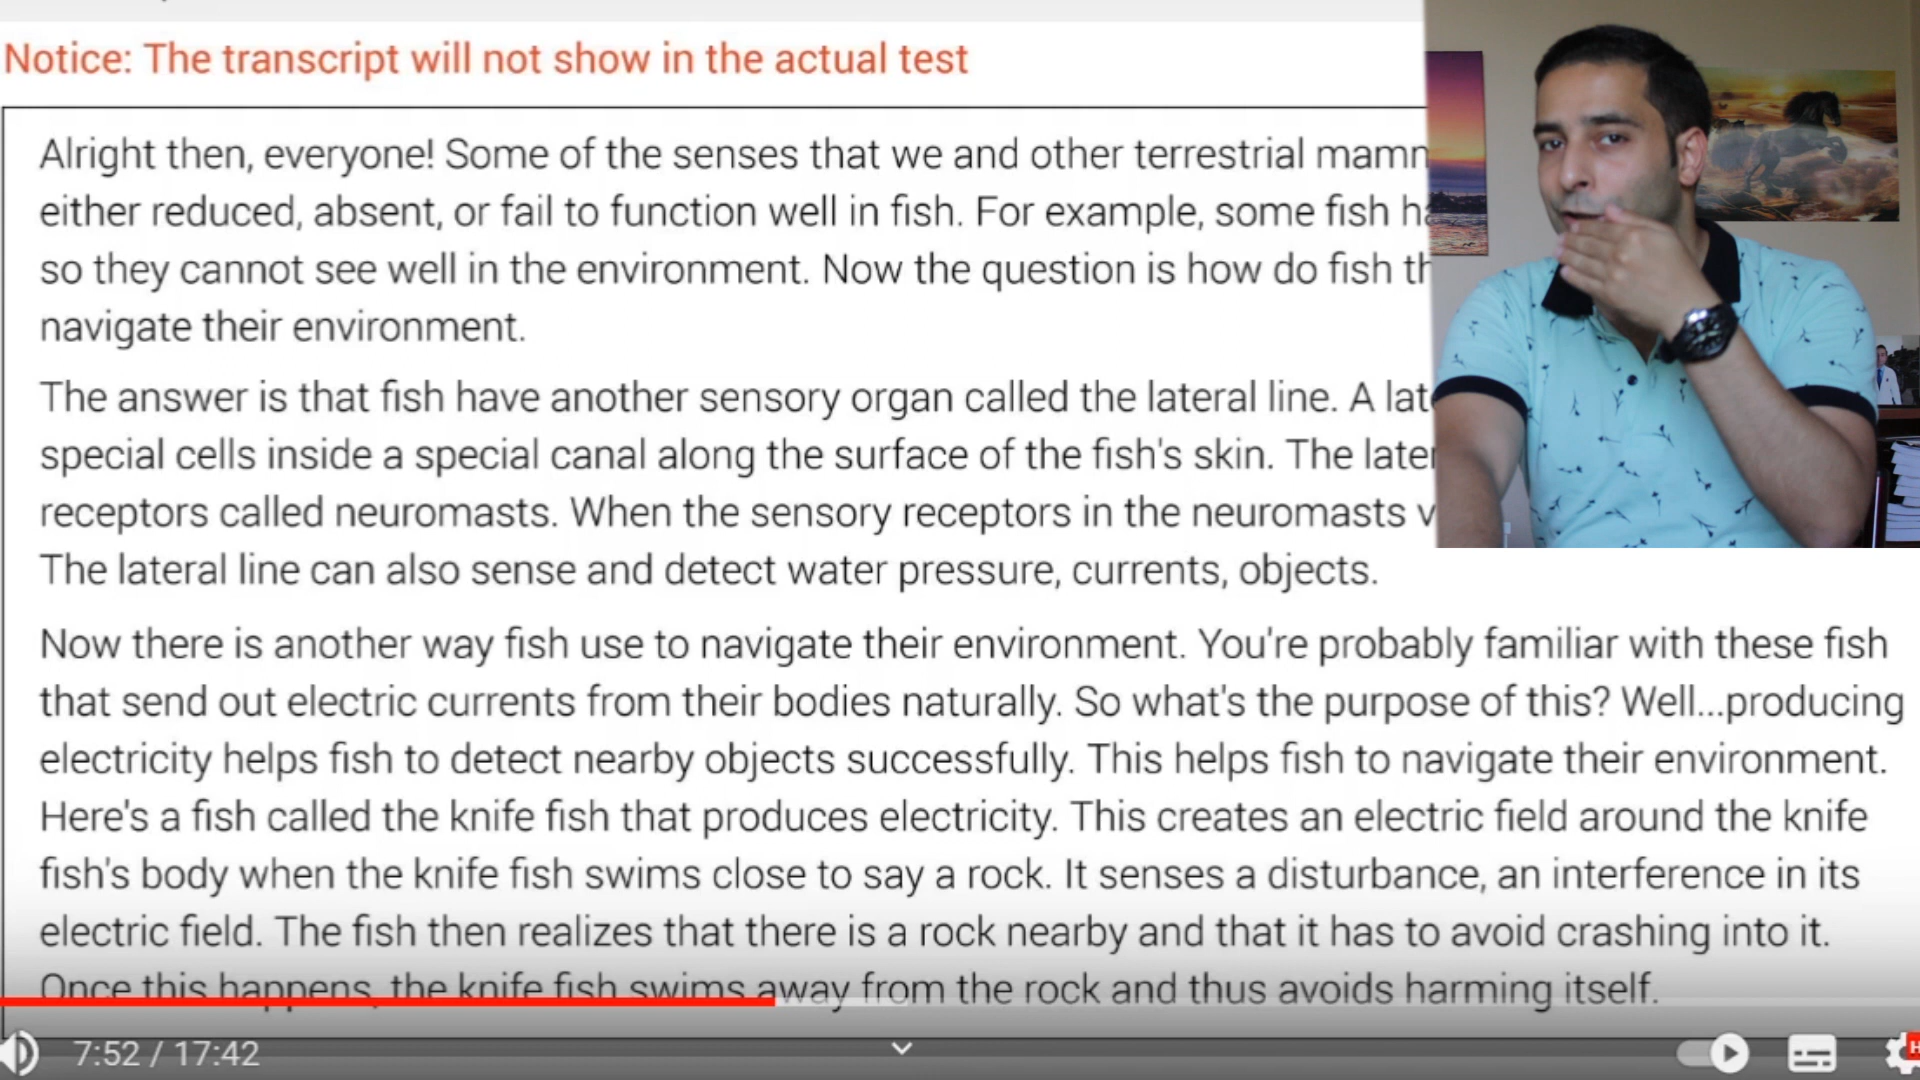 Notice: The transcript will not show in the actual test
Alright then, everyone! Some of the senses that we and other terrestrial
either reduced, absent, or fail to function well in fish. For example, some fish
so they cannot see well in the environment. Now the question is how do fish
navigate their environment.
The answer is that fish have another sensory organ called the lateral line. A
special cells inside a special canal along the surface of the fish's skin. The
receptors called neuromasts. When the sensory receptors in the neuromasts
The lateral line can also sense and detect water pressure, currents, objects.
Now there is another way fish use to navigate their environment. You're probably familiar with these fish
that send out electric currents from their bodies naturally. So what's the purpose of this? Well...producing
electricity helps fish to detect nearby objects successfully. This helps fish to navigate their environment.
Here's a fish called the knife fish that produces electricity. This creates an electric field around the knife
fish's body when the knife fish swims close to say a rock. It senses a disturbance, an interference in its
electric field. The fish then realizes that there is a rock nearby and that it has to avoid crashing into it.
Once this happens, the knife fish swims away from the rock and thus avoids harming itself.
7:52 / 17:42